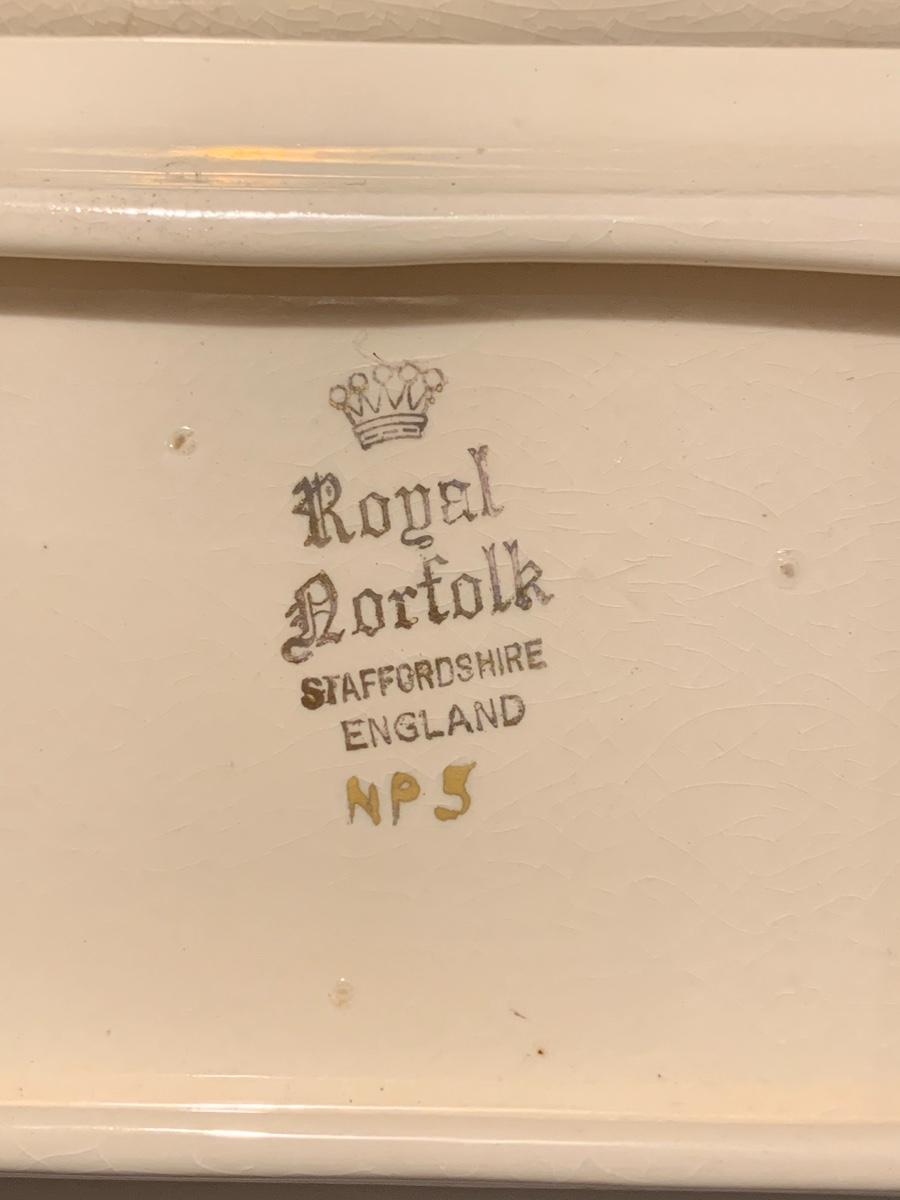 Royal
Norfolk
STAFFORDSHIRE
ENGLAND
NP5